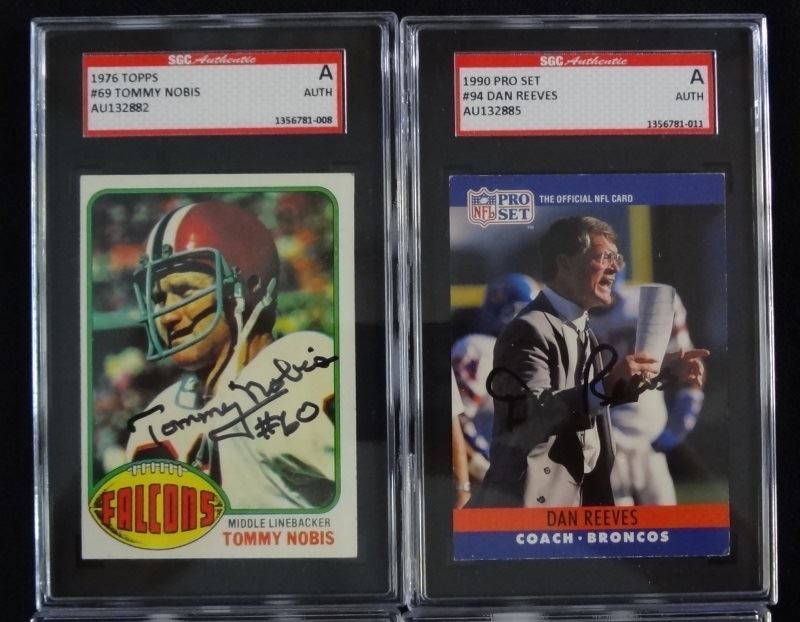 SGC Authentic
1976 TOPPS
A
#69 TOMMY NOBIS
AUTH
AU132882
1356781-008
Tommy Nobis
#60
FALCONS
MIDDLE LINEBACKER
TOMMY NOBIS
SGC Authentic
1990 PRO SET
A
#94 DAN REEVES
AUTH
AU132885
1356781-011
NFL
PRO SET
THE OFFICIAL NFL CARD
Dan Reeves
DAN REEVES
COACH · BRONCOS